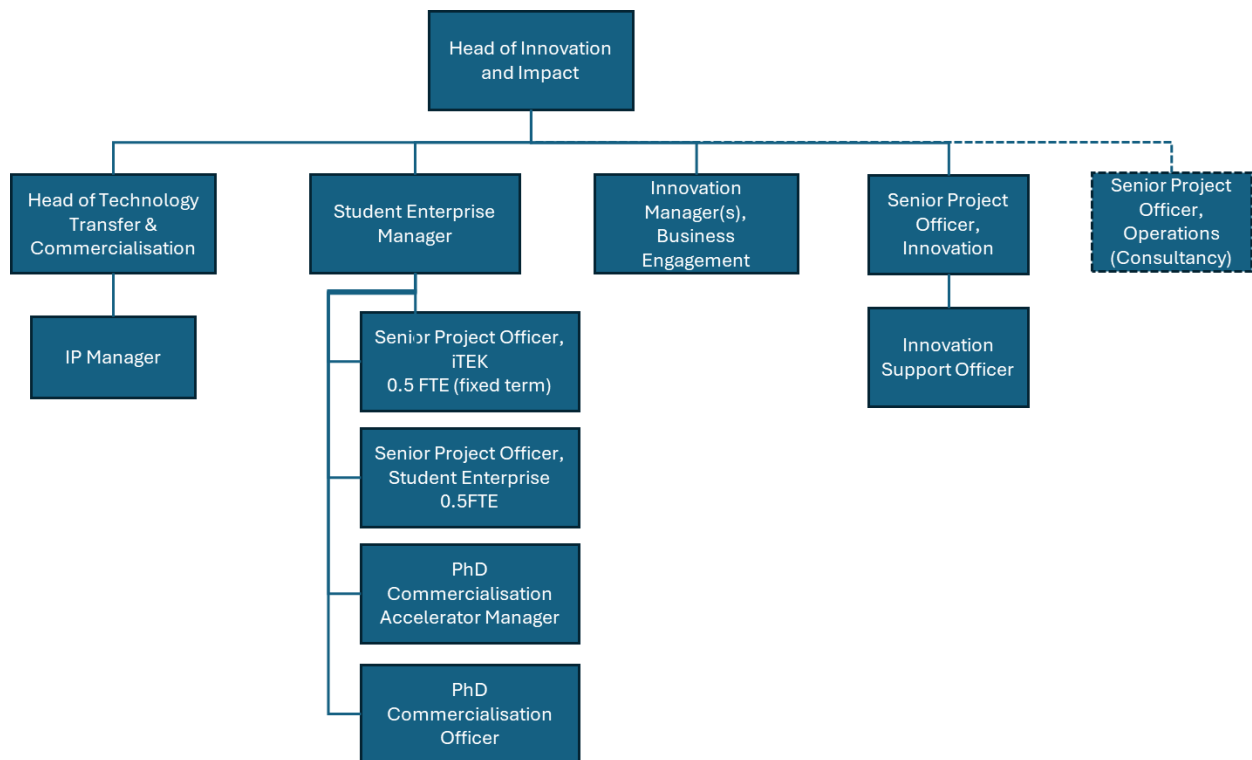 Head of Innovation
and Impact
Head of Technology
Transfer &
Commercialisation
Student Enterprise
Manager
Innovation
Manager(s),
Business
Engagement
Senior Project
Officer,
Innovation
Senior Project
Officer,
Operations
(Consultancy)
IP Manager
Senior Project Officer,
iTEK
0.5 FTE (fixed term)
Innovation
Support Officer
Senior Project Officer,
Student Enterprise
0.5FTE
PhD
Commercialisation
Accelerator Manager
PhD
Commercialisation
Officer